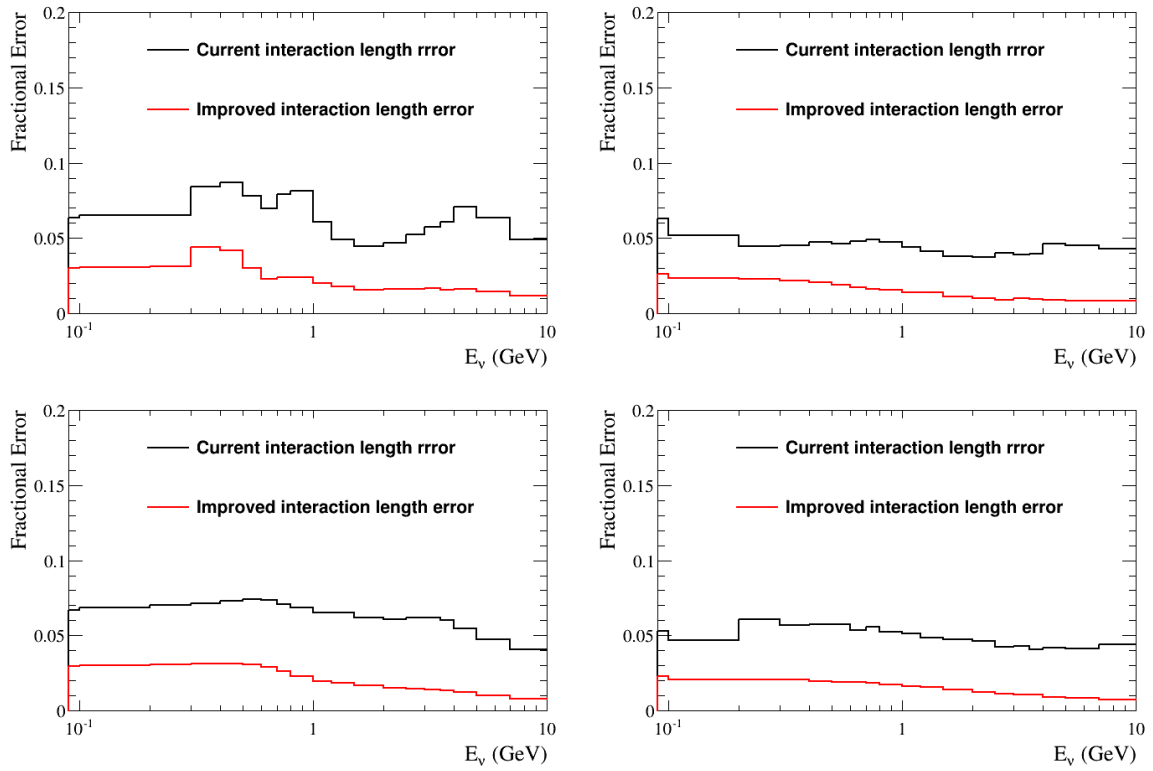 Fractional Error
0.2
0.15
0.1
0.05
0
Current interaction length rrror
Improved interaction length error
10-1
1
10
Eν (GeV)
Fractional Error
0.2
0.15
0.1
0.05
0
Current interaction length rrror
Improved interaction length error
10-1
1
10
Eν (GeV)
Fractional Error
0.2
0.15
0.1
0.05
0
Current interaction length rrror
Improved interaction length error
10-1
1
10
Eν (GeV)
Fractional Error
0.2
0.15
0.1
0.05
0
Current interaction length rrror
Improved interaction length error
10-1
1
10
Eν (GeV)